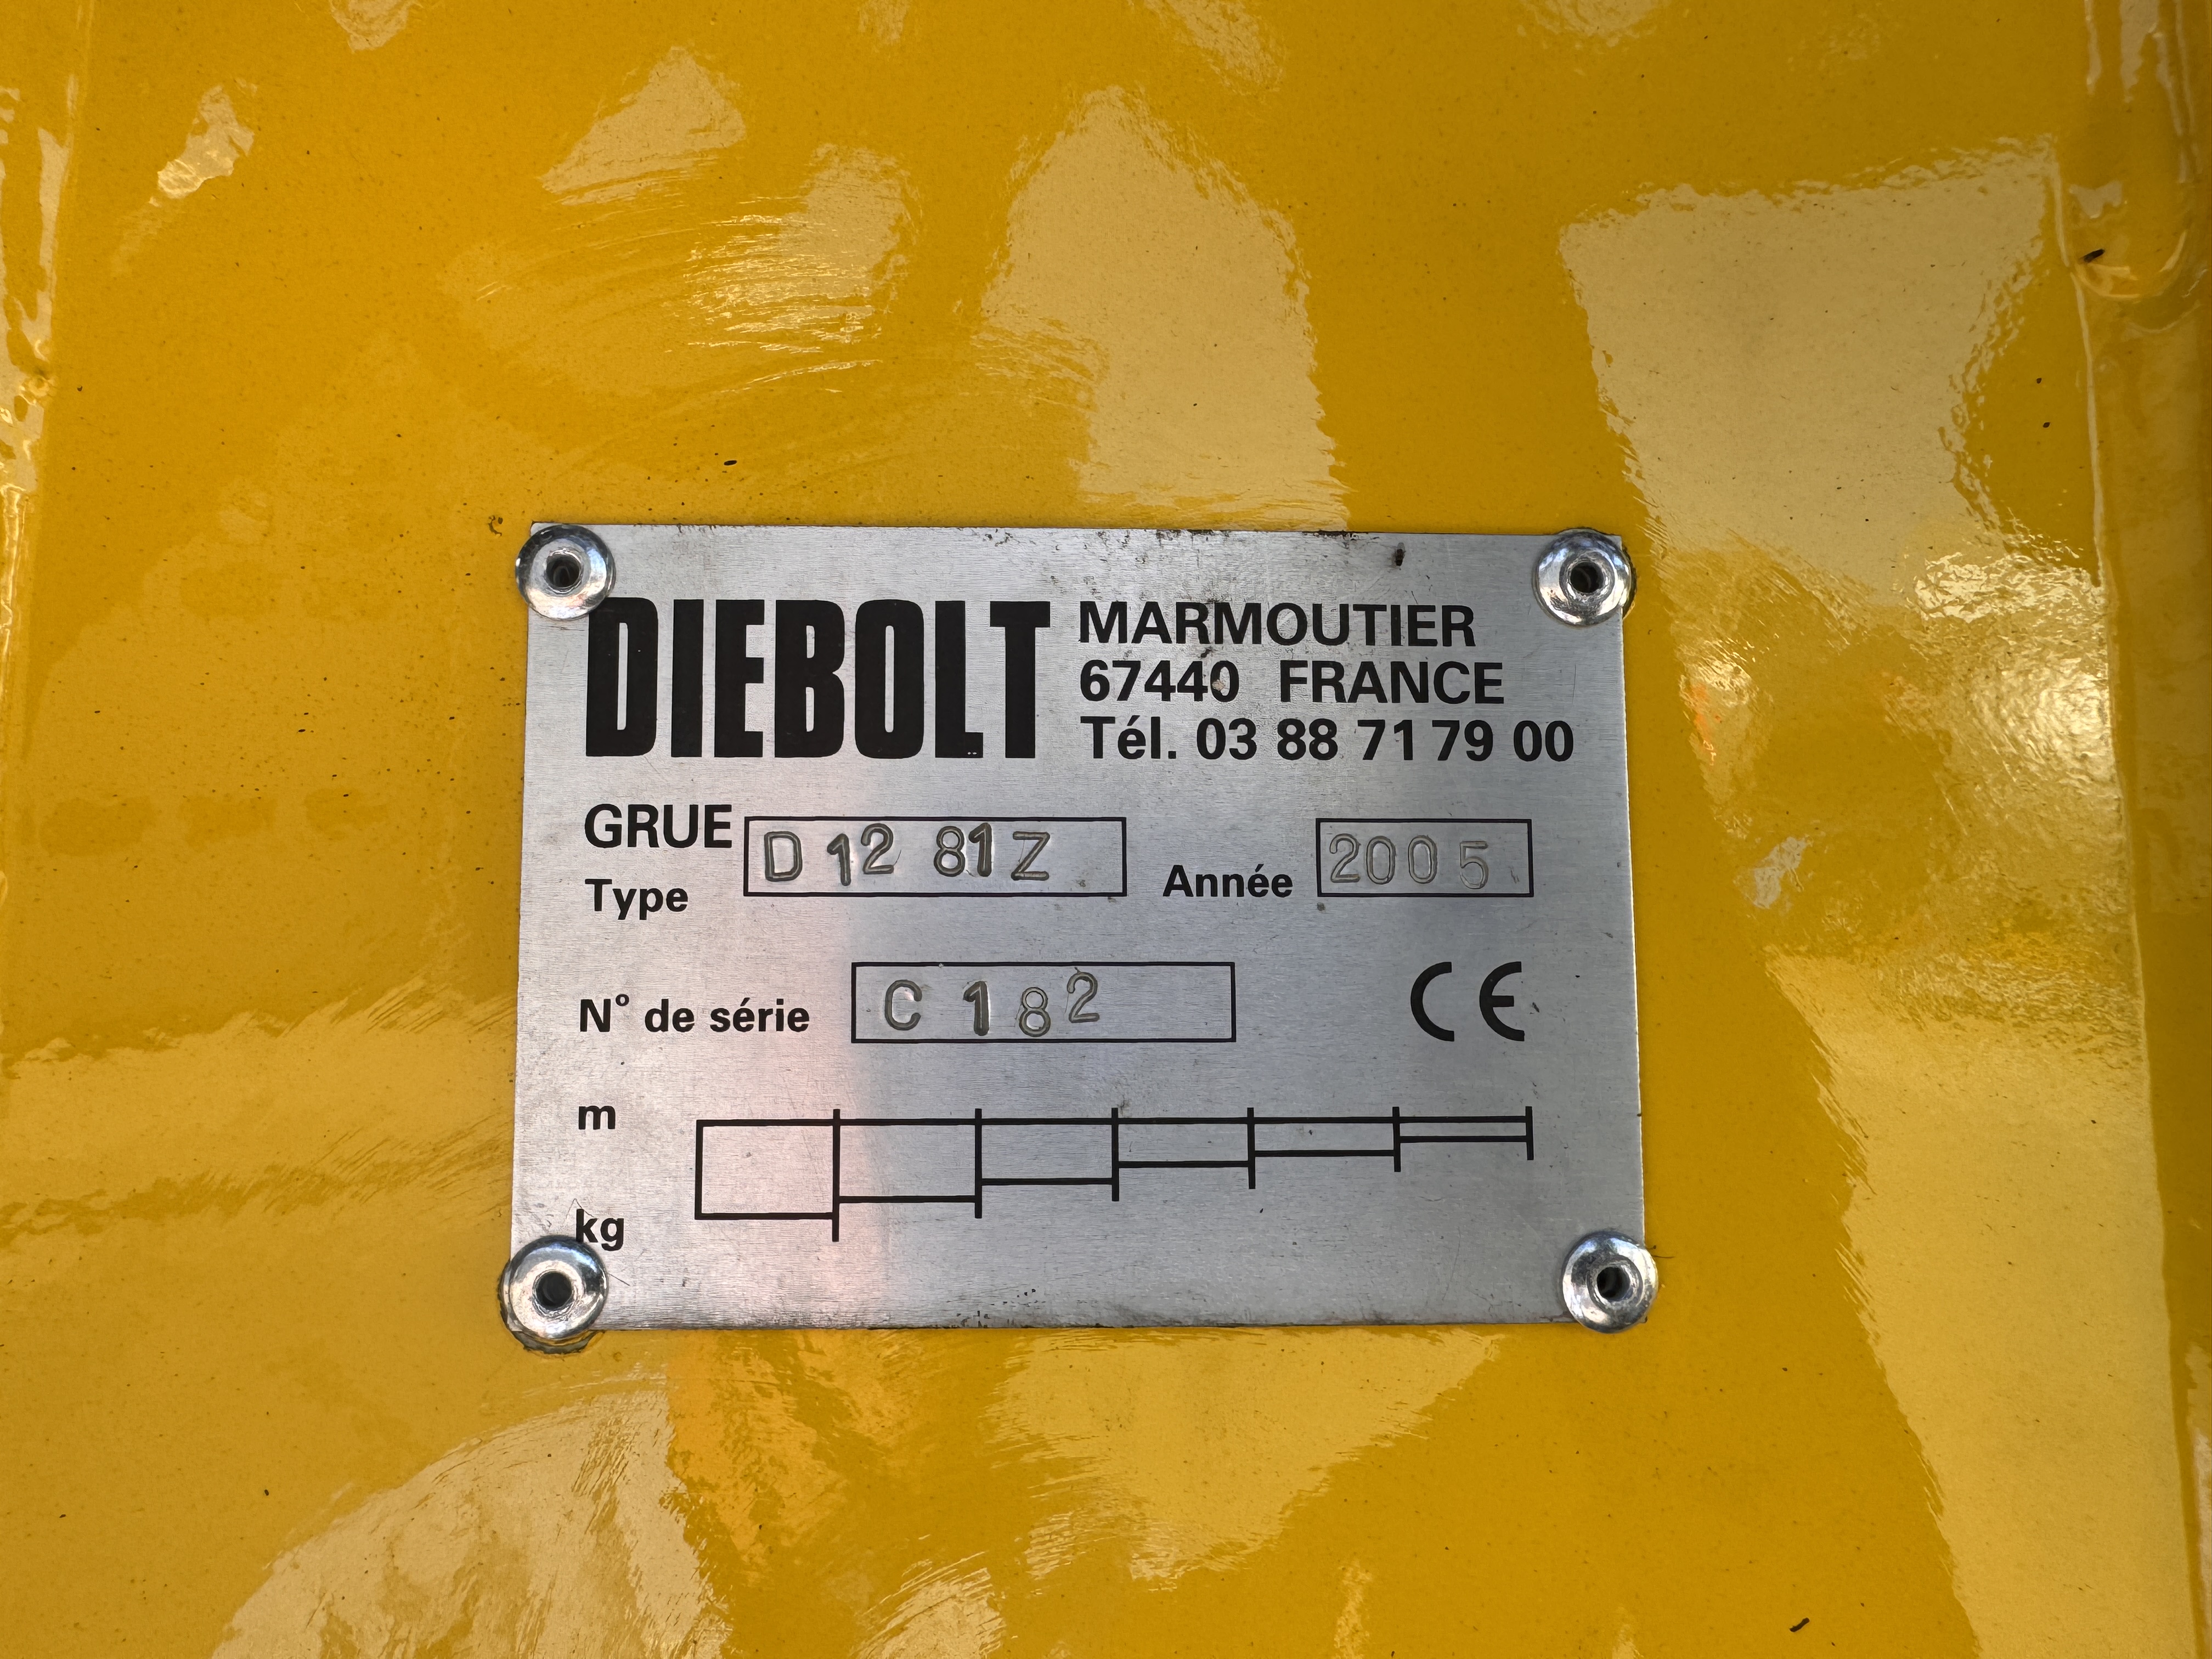 DIEBOLT
MARMOUTIER
67440 FRANCE
Tél. 03 88 71 79 00
GRUE
Type
D 12 81 Z
Année
2005
N° de série
C 182
CE
m
kg